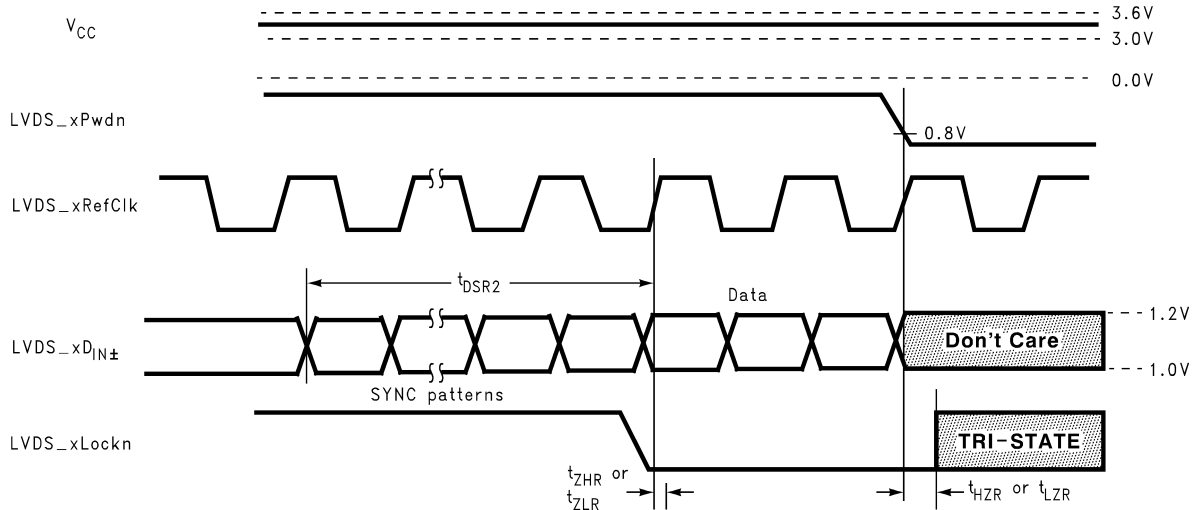 3.6V
V_CC
3.0V
0.0V
LVDS_xPwdn
0.8V
LVDS_xRefClk
t_DSR2
Data
1.2V
LVDS_xD_IN±
Don't Care
1.0V
SYNC patterns
LVDS_xLockn
TRI-STATE
t_ZHR or
t_ZLR
t_HZR or t_LZR